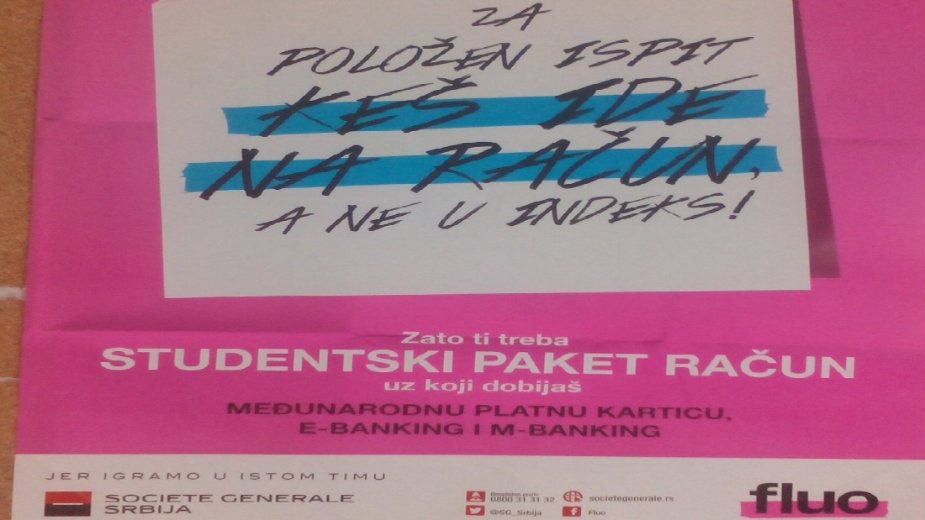 ZA
POLOŽEN ISPIT
KEŠ IDE
NA RAČUN,
A NE U INDEKS!
Zato ti treba
STUDENTSKI PAKET RAČUN
uz koji dobijaš
MEĐUNARODNU PLATNU KARTICU,
E-BANKING I M-BANKING
JER IGRAMO U ISTOM TIMU
SOCIETE GENERALE
SRBIJA
Besplatan poziv
0800 31 31 32
societegenerale.rs
@SG_Srbija
Fluo
fluo